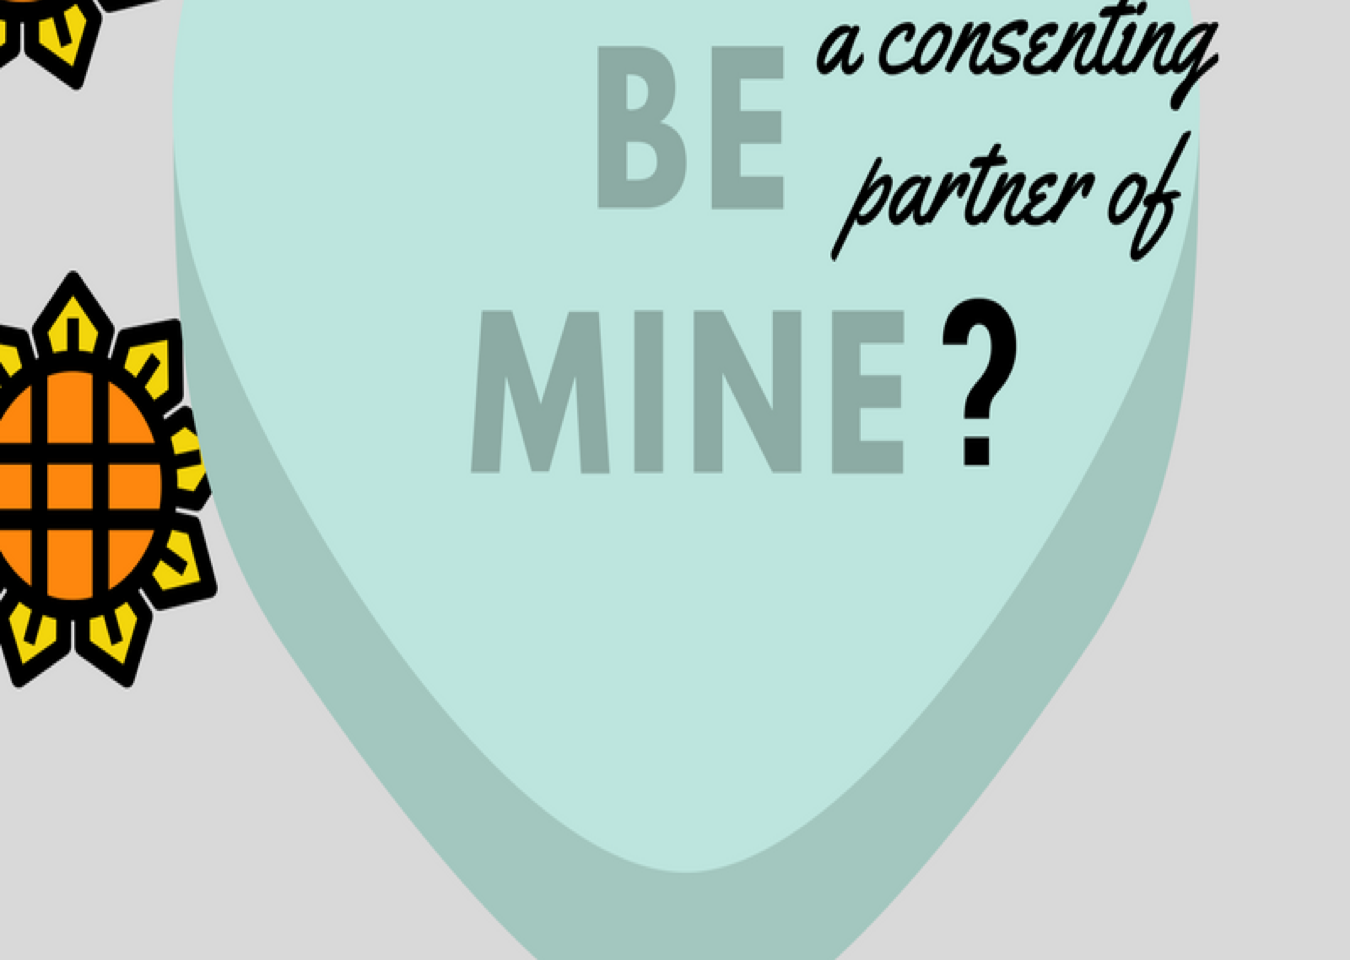 a consenting
BE
partner of
MINE?